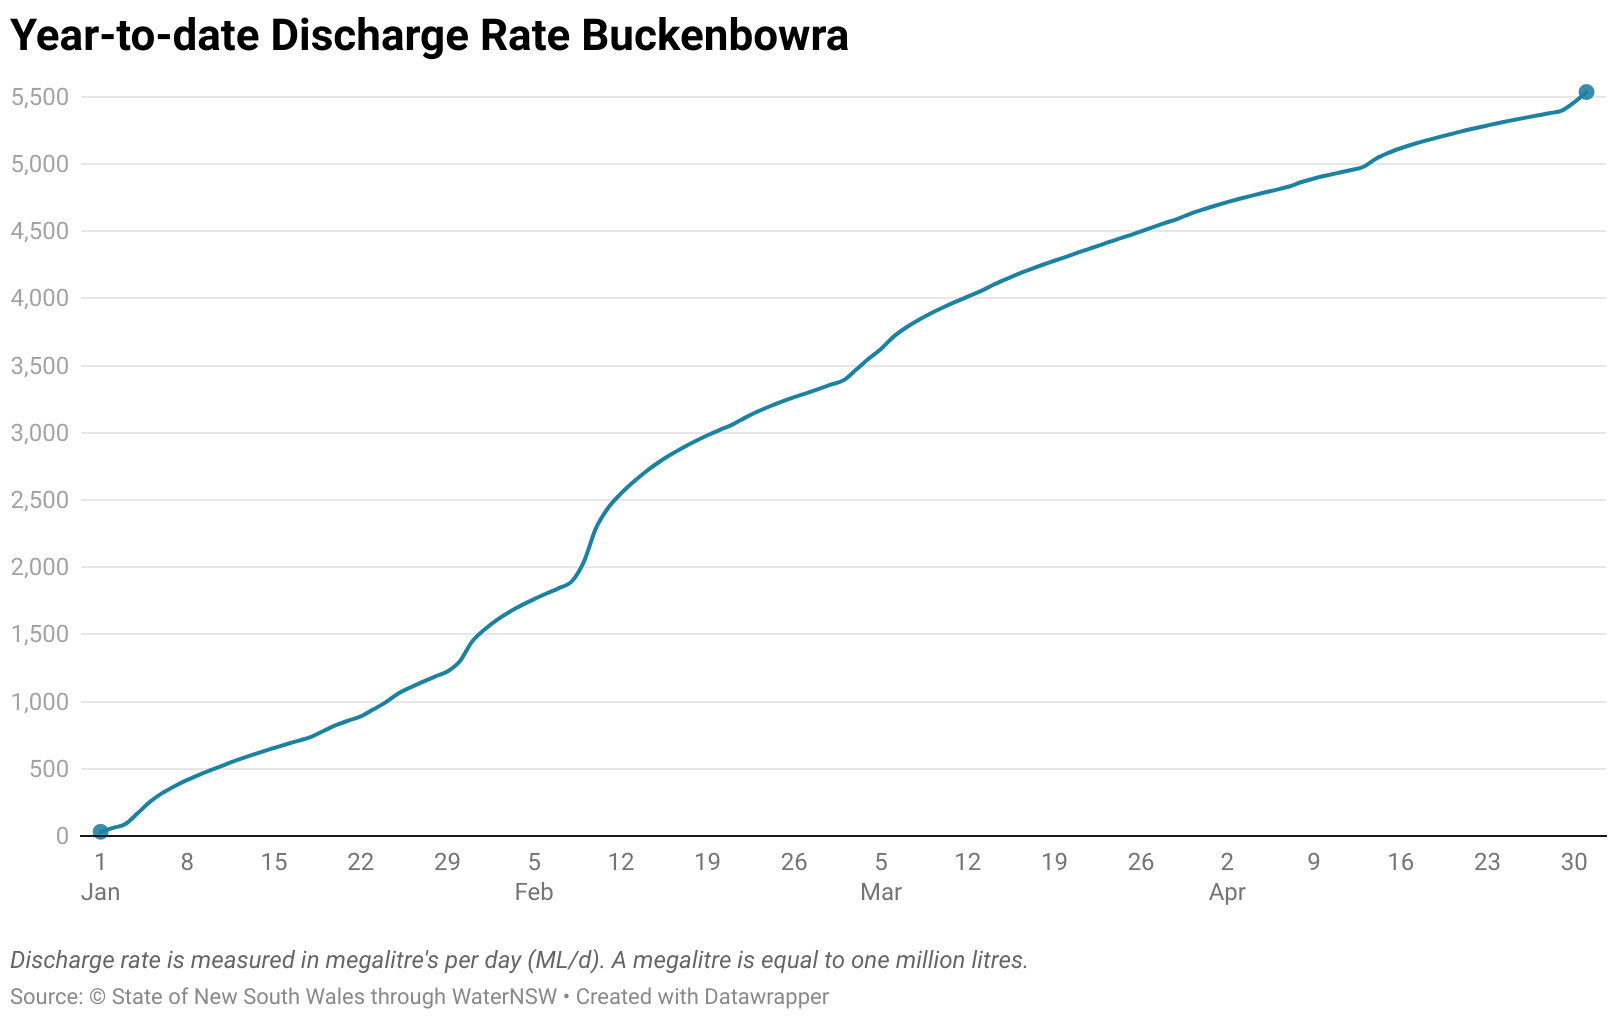 Year-to-date Discharge Rate Buckenbowra
5,500
5,000
4,500
4,000
3,500
3,000
2,500
2,000
1,500
1,000
500
0
1 8 15 22 29 5 12 19 26 5 12 19 26 2 9 16 23 30
Jan Feb Mar Apr
Discharge rate is measured in megalitre's per day (ML/d). A megalitre is equal to one million litres.
Source: © State of New South Wales through WaterNSW • Created with Datawrapper